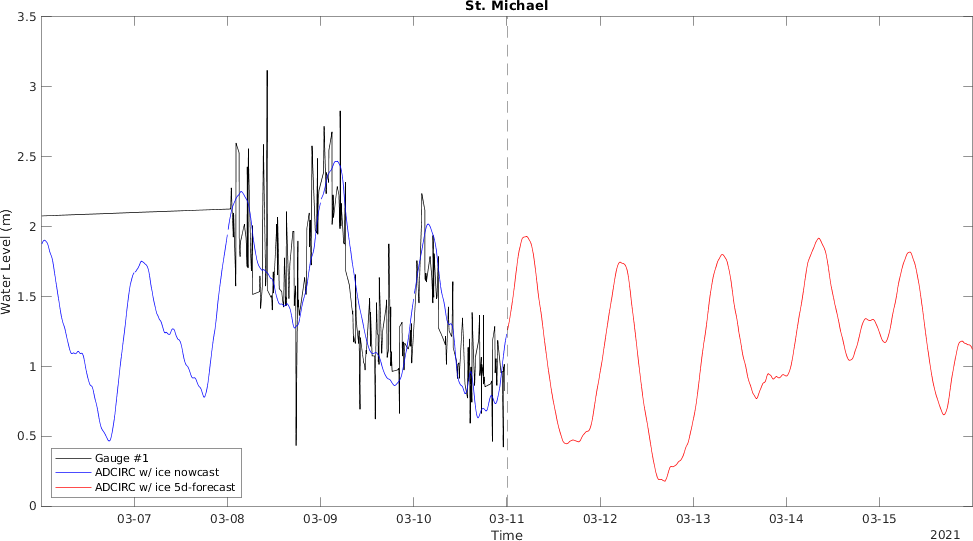 St. Michael
3.5
3
2.5
2
1.5
1
0.5
0
Water Level (m)
Gauge #1
ADCIRC w/ ice nowcast
ADCIRC w/ ice 5d-forecast
03-07 03-08 03-09 03-10 03-11 03-12 03-13 03-14 03-15
Time
2021